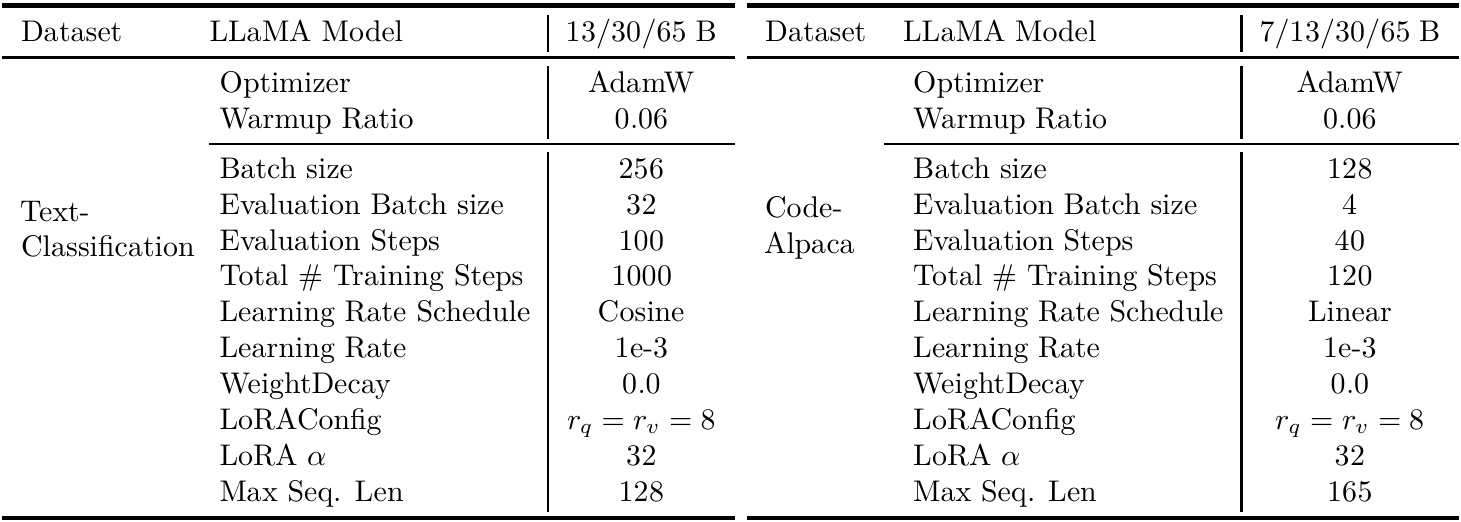 Dataset LLaMA Model 13/30/65 B
Optimizer AdamW
Warmup Ratio 0.06
Text-
Classification
Batch size 256
Evaluation Batch size 32
Evaluation Steps 100
Total # Training Steps 1000
Learning Rate Schedule Cosine
Learning Rate 1e-3
WeightDecay 0.0
LoRAConfig r_q = r_v = 8
LoRA α 32
Max Seq. Len 128
Dataset LLaMA Model 7/13/30/65 B
Optimizer AdamW
Warmup Ratio 0.06
Code-
Alpaca
Batch size 128
Evaluation Batch size 4
Evaluation Steps 40
Total # Training Steps 120
Learning Rate Schedule Linear
Learning Rate 1e-3
WeightDecay 0.0
LoRAConfig r_q = r_v = 8
LoRA α 32
Max Seq. Len 165